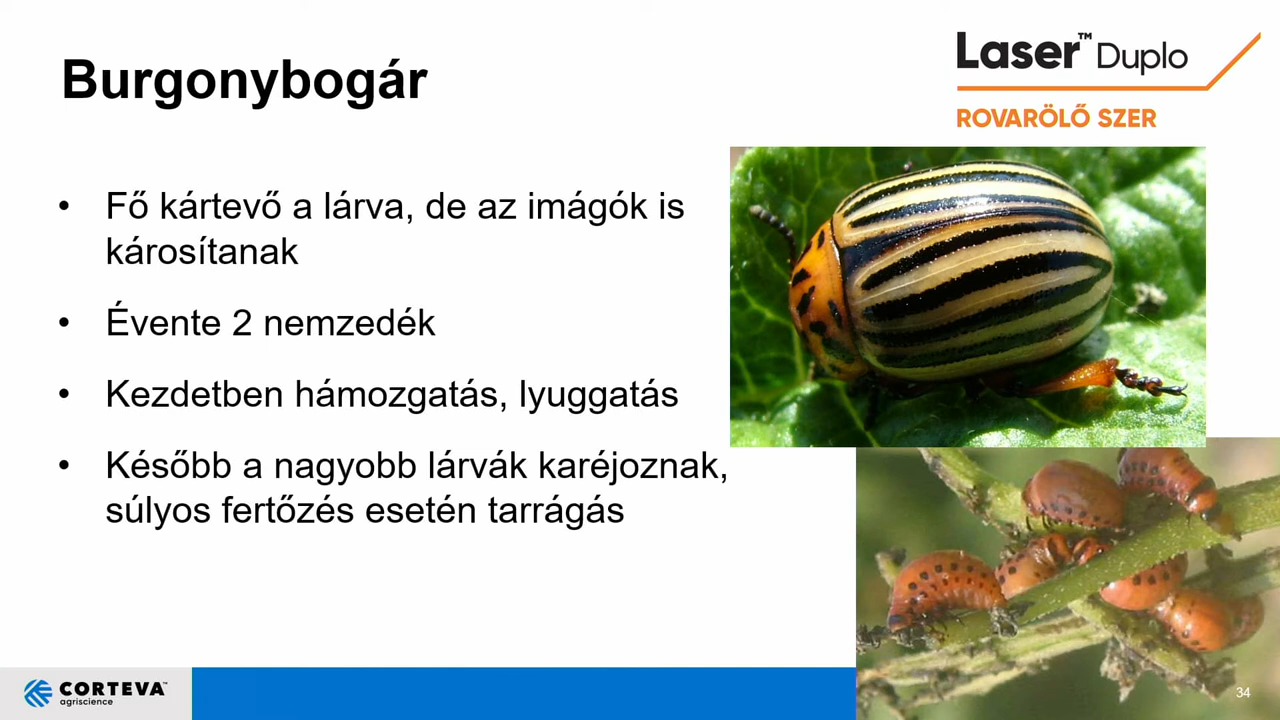 Burgonybogár
Laser™ Duplo
ROVARÖLŐ SZER
• Fő kártevő a lárva, de az imágók is
károsítanak
• Évente 2 nemzedék
• Kezdetben hámozgatás, lyuggatás
• Később a nagyobb lárvák karéjoznak,
súlyos fertőzés esetén tarrágás
CORTEVA™
agriscience
34